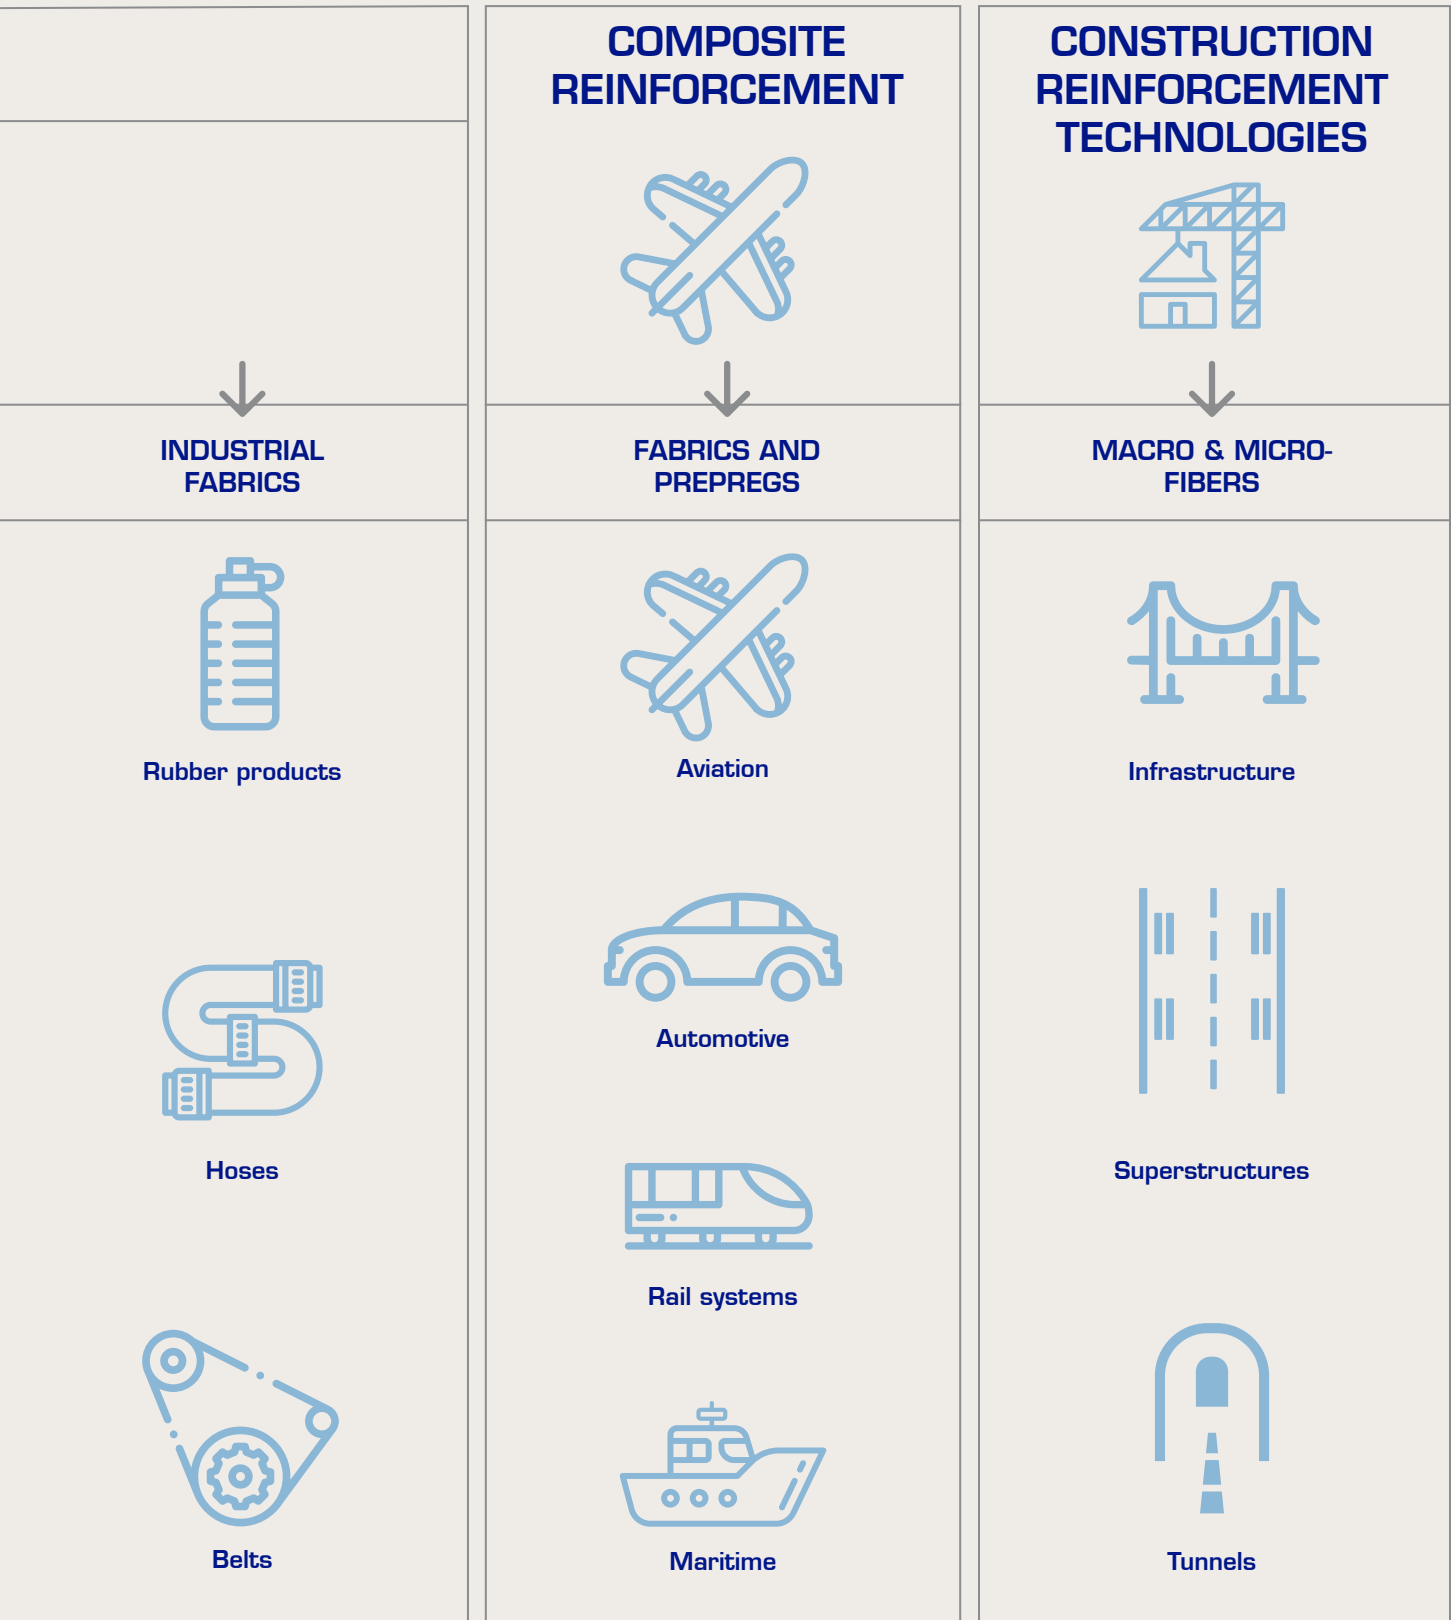 COMPOSITE
REINFORCEMENT
CONSTRUCTION
REINFORCEMENT
TECHNOLOGIES
INDUSTRIAL
FABRICS
FABRICS AND
PREPREGS
MACRO & MICRO-
FIBERS
Rubber products
Aviation
Infrastructure
Automotive
Hoses
Superstructures
Rail systems
Belts
Maritime
Tunnels